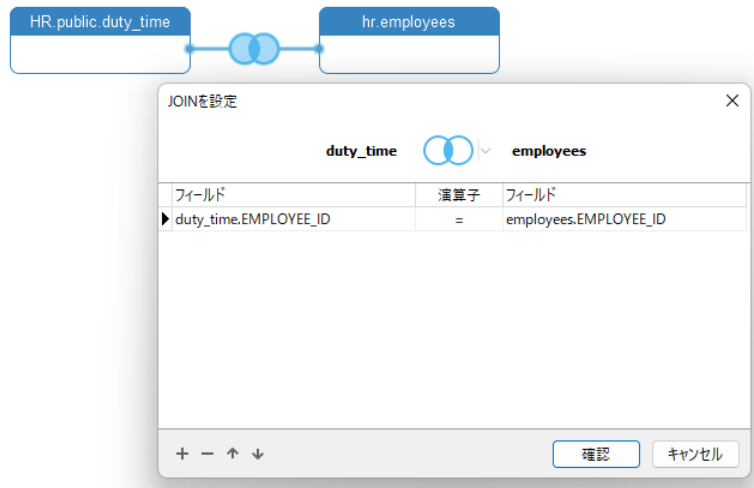 HR.public.duty_time hr.employees
JOINを設定
duty_time employees
フィールド 演算子 フィールド
duty_time.EMPLOYEE_ID = employees.EMPLOYEE_ID
確認 キャンセル